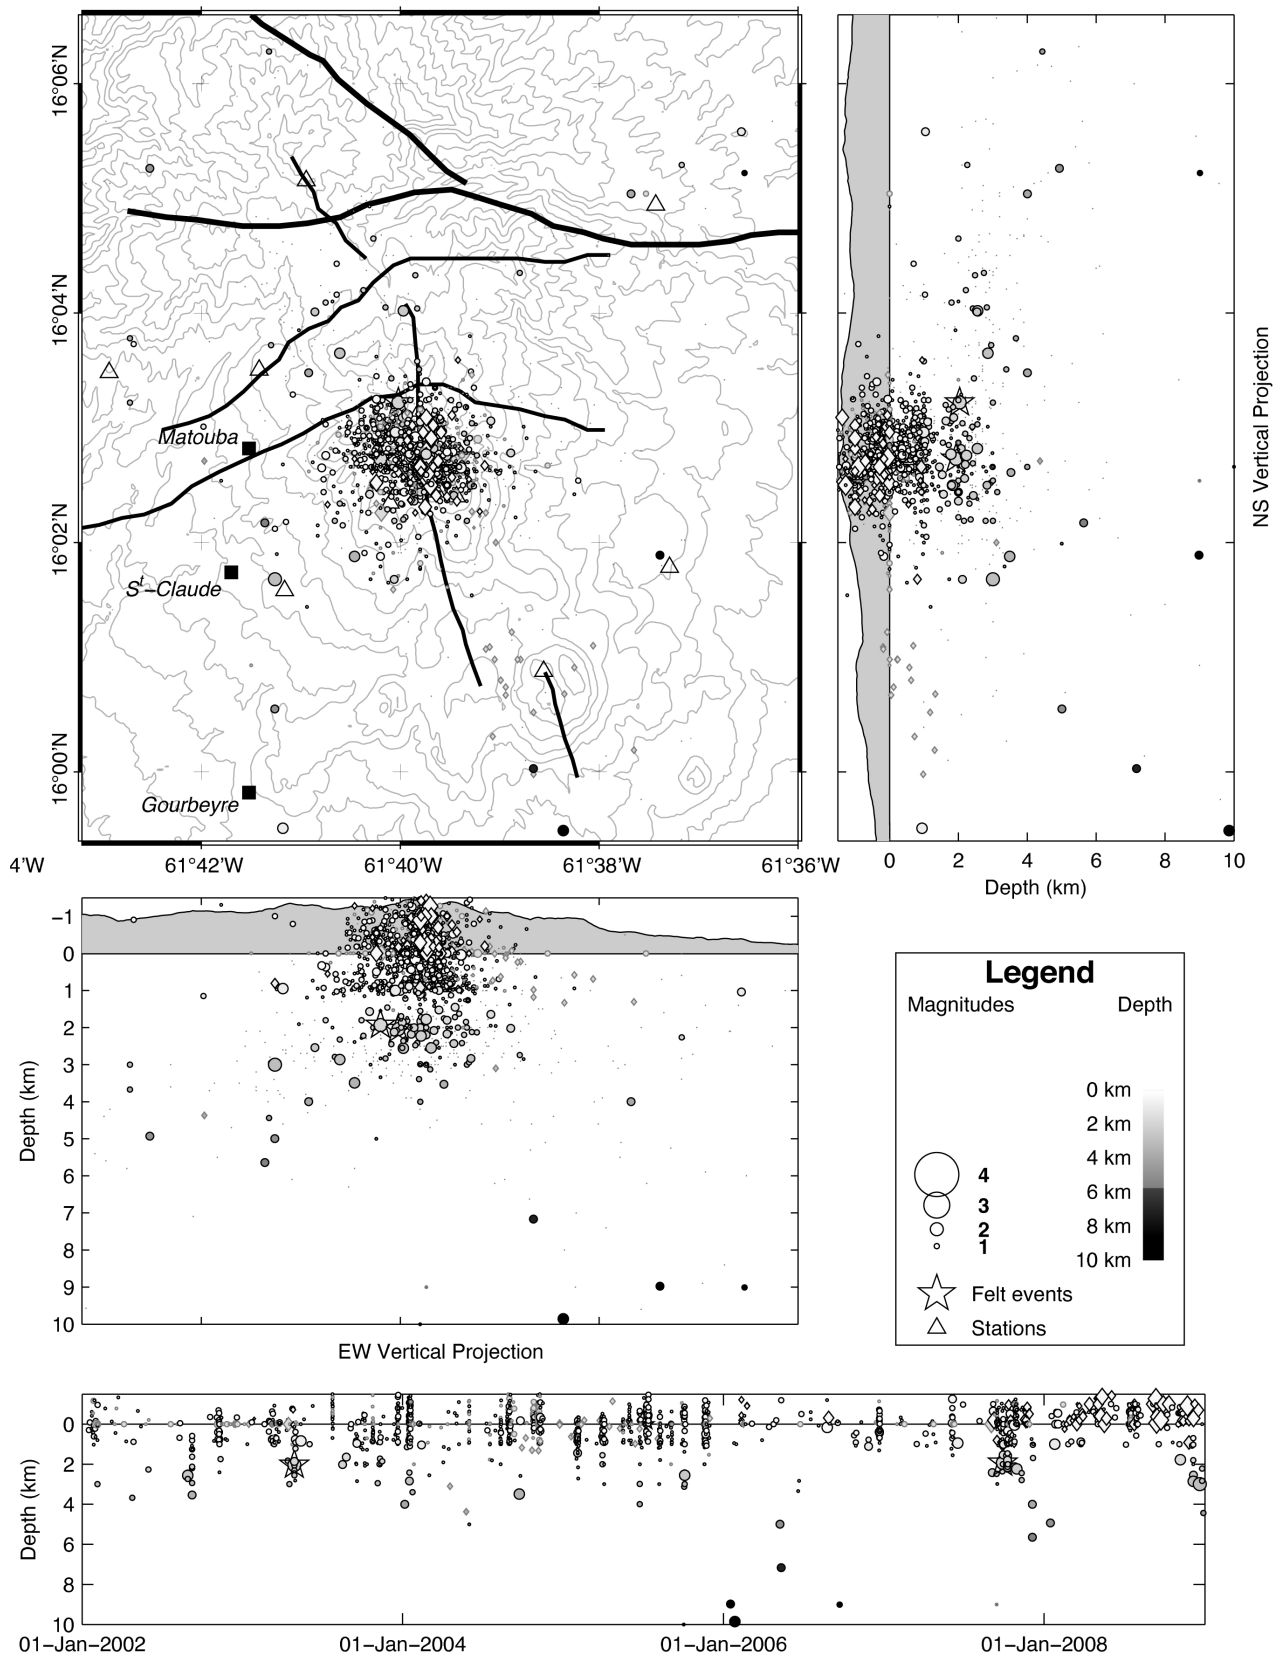 16°06'N
16°04'N
16°02'N
16°00'N
Matouba
St–Claude
Gourbeyre
4'W
61°42'W
61°40'W
61°38'W
61°36'W
0
2
4
6
8
10
Depth (km)
NS Vertical Projection
−1
0
1
2
3
4
5
6
7
8
9
10
Depth (km)
EW Vertical Projection
Legend
Magnitudes
Depth
0 km
2 km
4 km
6 km
8 km
10 km
4
3
2
1
Felt events
Stations
0
2
4
6
8
10
Depth (km)
01−Jan−2002
01−Jan−2004
01−Jan−2006
01−Jan−2008